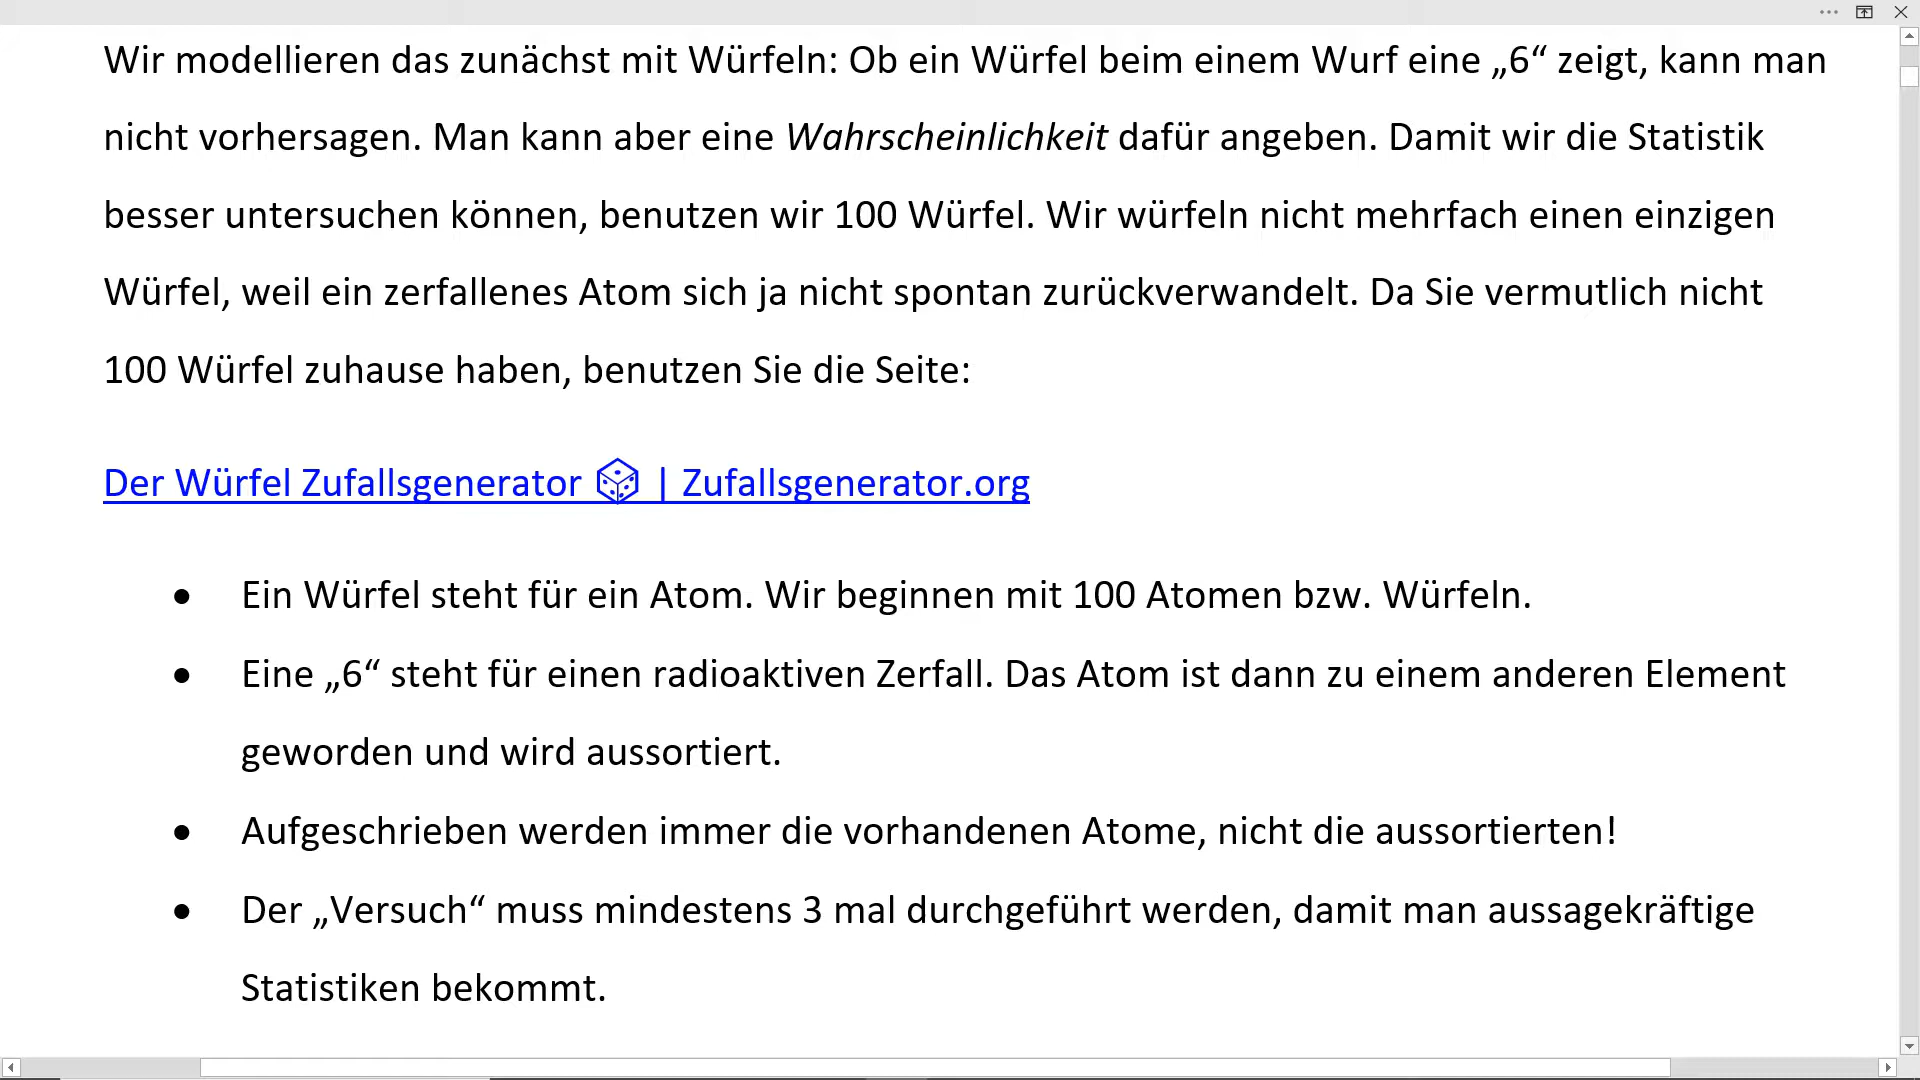 Wir modellieren das zunächst mit Würfeln: Ob ein Würfel beim einem Wurf eine „6“ zeigt, kann man
nicht vorhersagen. Man kann aber eine Wahrscheinlichkeit dafür angeben. Damit wir die Statistik
besser untersuchen können, benutzen wir 100 Würfel. Wir würfeln nicht mehrfach einen einzigen
Würfel, weil ein zerfallenes Atom sich ja nicht spontan zurückverwandelt. Da Sie vermutlich nicht
100 Würfel zuhause haben, benutzen Sie die Seite:
Der Würfel Zufallsgenerator 🎲 | Zufallsgenerator.org
• Ein Würfel steht für ein Atom. Wir beginnen mit 100 Atomen bzw. Würfeln.
• Eine „6“ steht für einen radioaktiven Zerfall. Das Atom ist dann zu einem anderen Element
geworden und wird aussortiert.
• Aufgeschrieben werden immer die vorhandenen Atome, nicht die aussortierten!
• Der „Versuch“ muss mindestens 3 mal durchgeführt werden, damit man aussagekräftige
Statistiken bekommt.